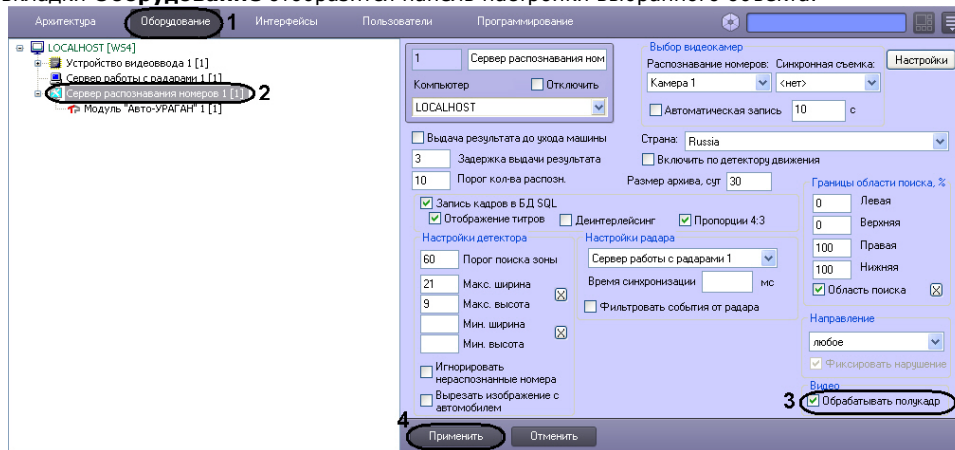 вкладки Оборудование отобразится панель настройки выбранного объекта.
Архитектура Оборудование 1 Интерфейсы Пользователи Программирование
LOCALHOST [WS4]
Устройство видеоввода 1 [1]
Сервер работы с радарами 1 [1]
Сервер распознавания номеров 1 [1] 2
Модуль "Авто-УРАГАН" 1 [1]
1 Сервер распознавания ном
Компьютер Отключить
LOCALHOST
Выбор видеокамер
Распознавание номеров: Синхронная съемка: Настройки
Камера 1 <нет>
Автоматическая запись 10 с
Выдача результата до ухода машины
Страна: Russia
3 Задержка выдачи результата
Включить по детектору движения
10 Порог кол-ва распозн.
Размер архива, сут 30
Запись кадров в БД SQL
Отображение титров Деинтерлейсинг Пропорции 4:3
Настройки детектора
60 Порог поиска зоны
21 Макс. ширина
9 Макс. высота
Мин. ширина
Мин. высота
Игнорировать
нераспознанные номера
Вырезать изображение с
автомобилем
Настройки радара
Сервер работы с радарами 1
Время синхронизации мс
Фильтровать события от радара
Границы области поиска, %
0 Левая
0 Верхняя
100 Правая
100 Нижняя
Область поиска
Направление
любое
Фиксировать нарушение
Видео
3 Обрабатывать полукадр
4
Применить Отменить